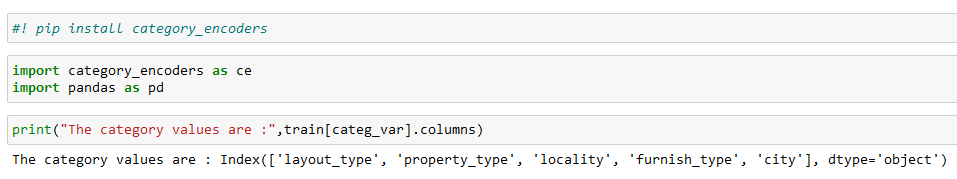 #! pip install category_encoders
import category_encoders as ce
import pandas as pd
print("The category values are :",train[categ_var].columns)
The category values are : Index(['layout_type', 'property_type', 'locality', 'furnish_type', 'city'], dtype='object')